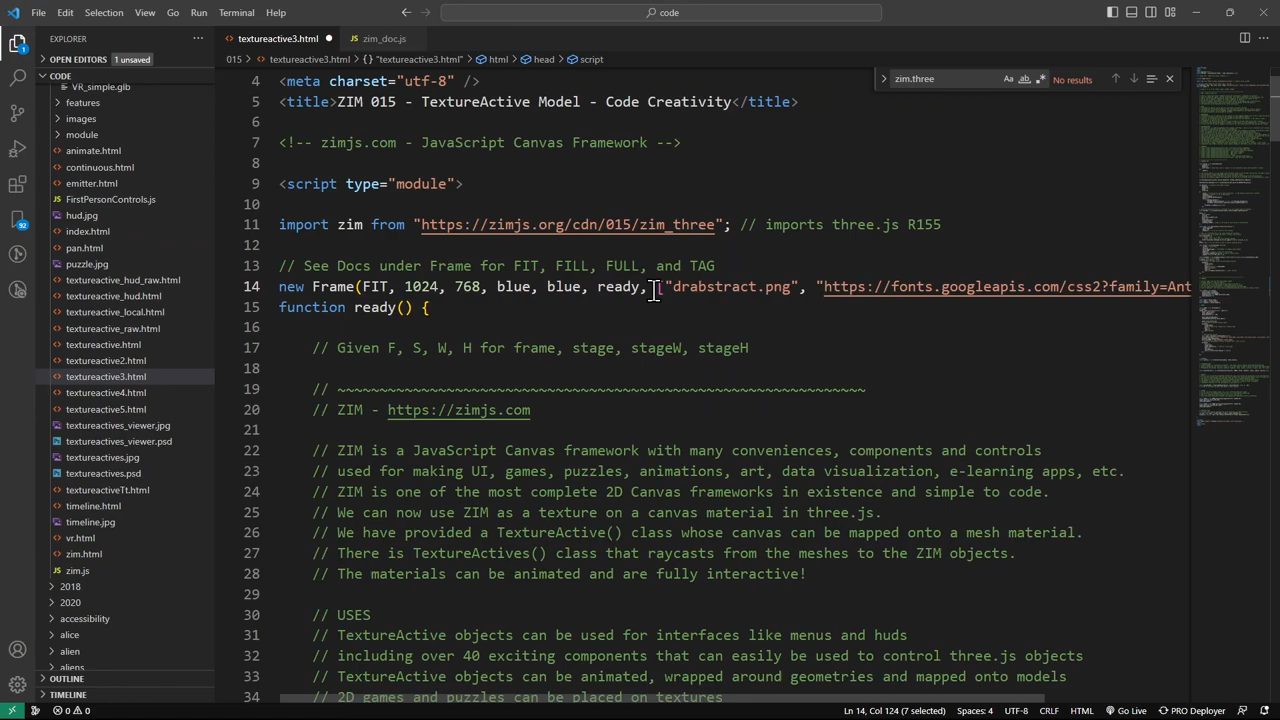 File Edit Selection View Go Run Terminal Help
code
EXPLORER
textureactive3.html
zim_doc.js
OPEN EDITORS 1 unsaved
015 > textureactive3.html > {} "textureactive3.html" > html > head > script
CODE
VR_simple.glb
features
images
module
animate.html
continuous.html
emitter.html
FirstPersonControls.js
hud.jpg
index.html
pan.html
puzzle.jpg
textureactive_hud_raw.html
textureactive_hud.html
textureactive_local.html
textureactive_raw.html
textureactive.html
textureactive2.html
textureactive3.html
textureactive4.html
textureactive5.html
textureactives_viewer.jpg
textureactives_viewer.psd
textureactives.jpg
textureactives.psd
textureactiveTt.html
timeline.html
timeline.jpg
vr.html
zim.html
zim.js
2018
2020
accessibility
alice
alien
aliens
OUTLINE
TIMELINE
zim.three
Aa ab
No results
4 <meta charset="utf-8" />
5 <title>ZIM 015 - TextureActive Model - Code Creativity</title>
6
7 <!-- zimjs.com - JavaScript Canvas Framework -->
8
9 <script type="module">
10
11 import zim from "https://zimjs.org/cdn/015/zim_three"; // imports three.js R155
12
13 // See Docs under Frame for FIT, FILL, FULL, and TAG
14 new Frame(FIT, 1024, 768, blue, blue, ready, ["drabstract.png", "https://fonts.googleapis.com/css2?family=Ant
15 function ready() {
16
17 // Given F, S, W, H for frame, stage, stageW, stageH
18
19 // ~~~~~~~~~~~~~~~~~~~~~~~~~~~~~~~~~~~~~~~~~~~~~~~~~~~~~~~~~~~~~~
20 // ZIM - https://zimjs.com
21
22 // ZIM is a JavaScript Canvas framework with many conveniences, components and controls
23 // used for making UI, games, puzzles, animations, art, data visualization, e-learning apps, etc.
24 // ZIM is one of the most complete 2D Canvas frameworks in existence and simple to code.
25 // We can now use ZIM as a texture on a canvas material in three.js.
26 // We have provided a TextureActive() class whose canvas can be mapped onto a mesh material.
27 // There is TextureActives() class that raycasts from the meshes to the ZIM objects.
28 // The materials can be animated and are fully interactive!
29
30 // USES
31 // TextureActive objects can be used for interfaces like menus and huds
32 // including over 40 exciting components that can easily be used to control three.js objects
33 // TextureActive objects can be animated, wrapped around geometries and mapped onto models
34 // 2D games and puzzles can be placed on textures
1
92
0 0
Ln 14, Col 124 (7 selected) Spaces: 4 UTF-8 CRLF HTML Go Live PRO Deployer